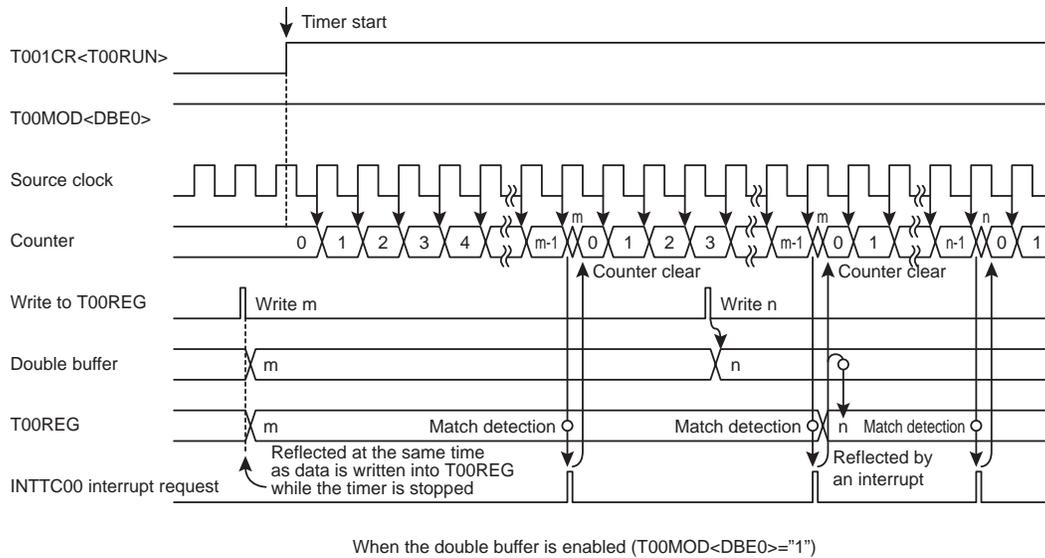 Timer start
T001CR<T00RUN>
T00MOD<DBE0>
Source clock
m m n
Counter 0 1 2 3 4 m-1 0 1 2 3 m-1 0 1 n-1 0 1
Counter clear Counter clear
Write to T00REG Write m Write n
Double buffer m n
T00REG m Match detection Match detection n Match detection
Reflected at the same time
as data is written into T00REG
while the timer is stopped
Reflected by
an interrupt
INTTC00 interrupt request
When the double buffer is enabled (T00MOD<DBE0>="1")